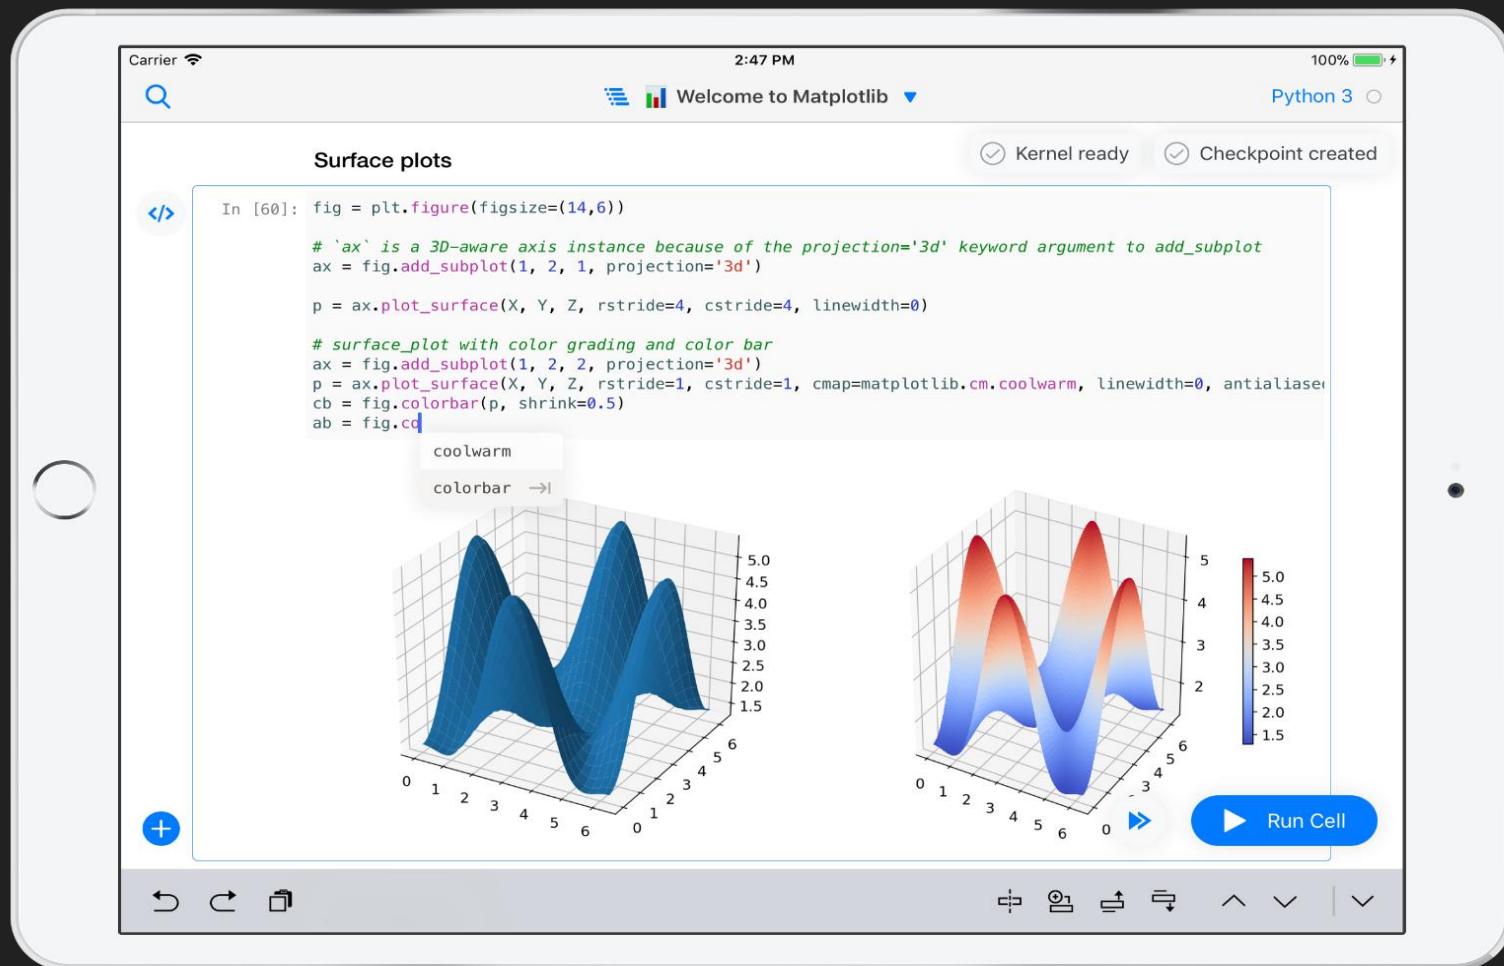 Carrier 2:47 PM 100%
Welcome to Matplotlib Python 3
Surface plots
Kernel ready Checkpoint created
</>
In [60]: fig = plt.figure(figsize=(14,6))
# `ax` is a 3D-aware axis instance because of the projection='3d' keyword argument to add_subplot
ax = fig.add_subplot(1, 2, 1, projection='3d')
p = ax.plot_surface(X, Y, Z, rstride=4, cstride=4, linewidth=0)
# surface_plot with color grading and color bar
ax = fig.add_subplot(1, 2, 2, projection='3d')
p = ax.plot_surface(X, Y, Z, rstride=1, cstride=1, cmap=matplotlib.cm.coolwarm, linewidth=0, antialiased
cb = fig.colorbar(p, shrink=0.5)
ab = fig.co
coolwarm
colorbar
5.0
4.5
4.0
3.5
3.0
2.5
2.0
1.5
0 1 2 3 4 5 6
0 1 2 3 4 5 6
5
4
3
2
0 1 2 3 4 5 6
0 3 4 5 6
5.0
4.5
4.0
3.5
3.0
2.5
2.0
1.5
Run Cell